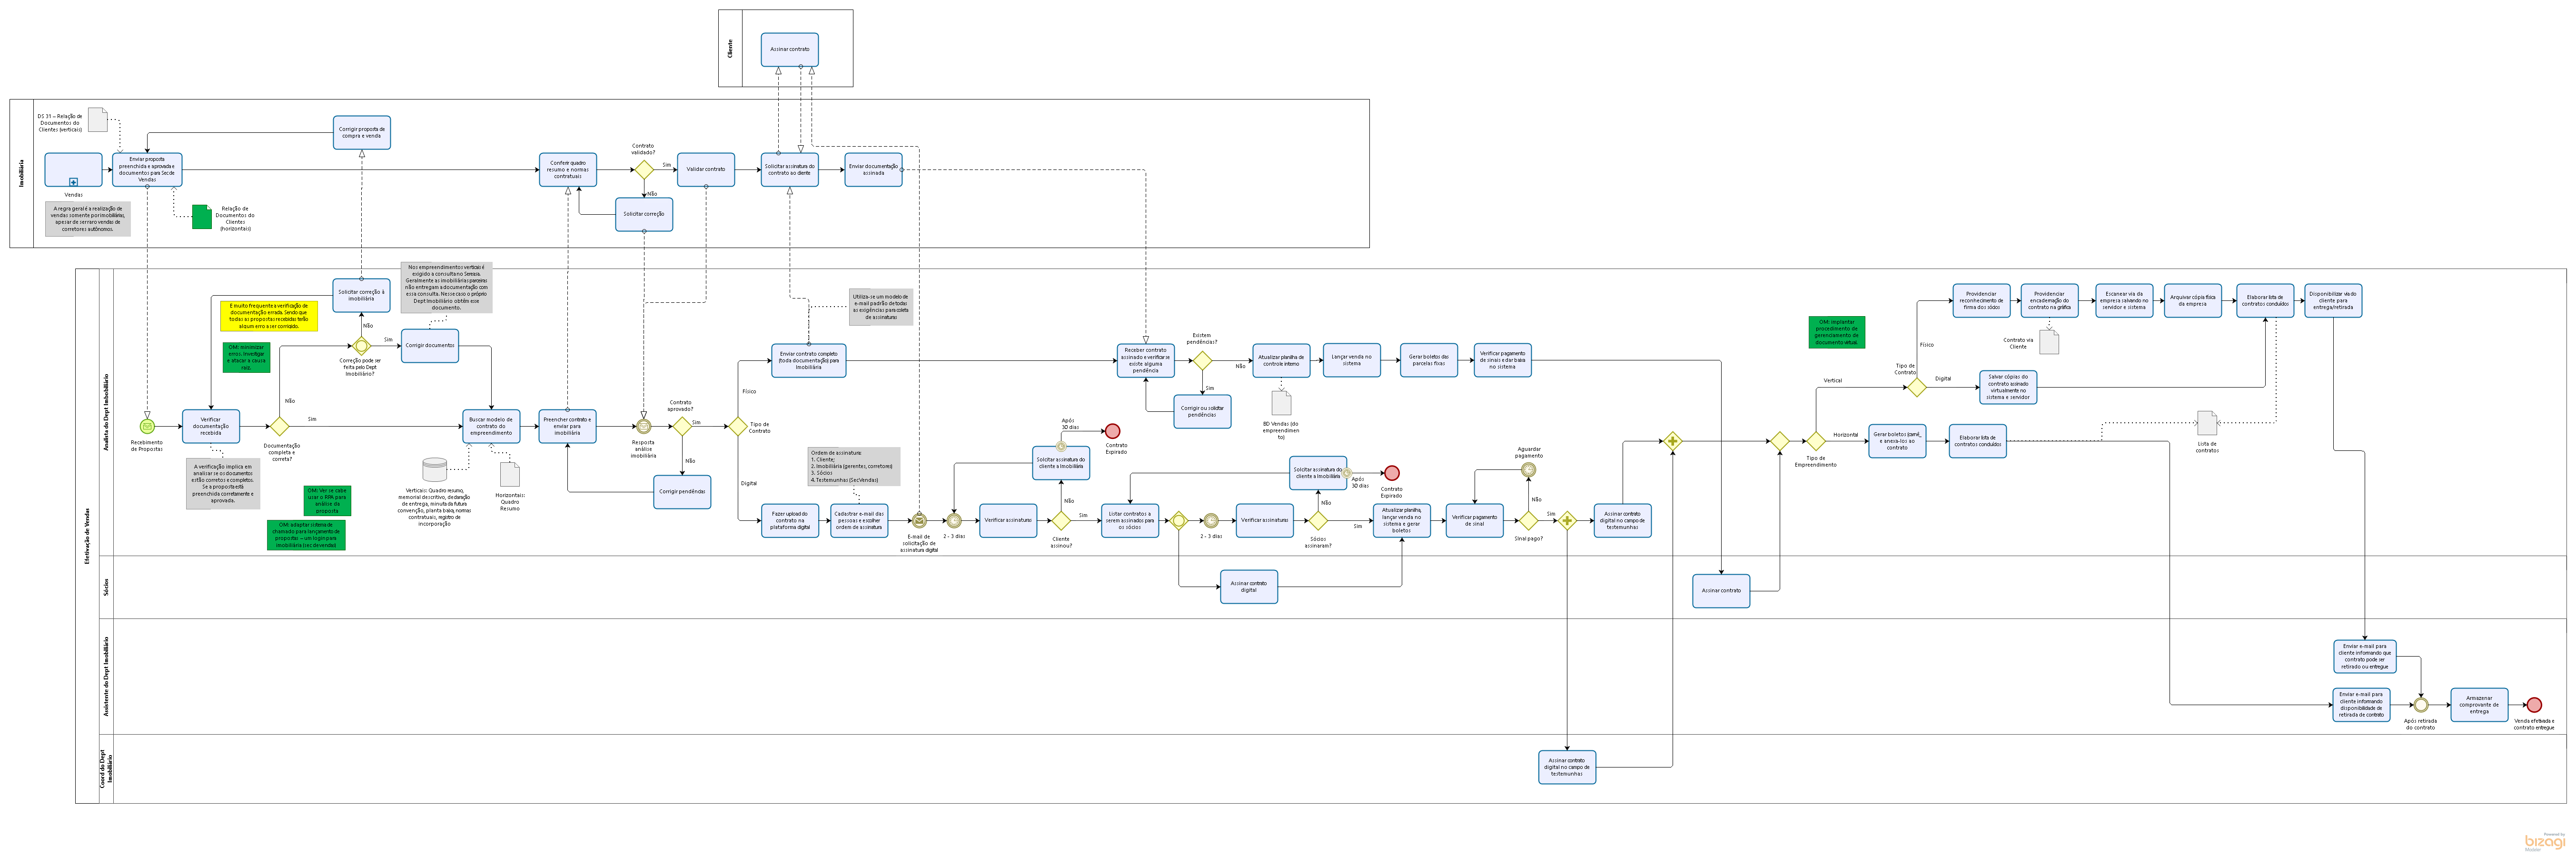 Cliente
Assinar contrato
Imobiliária
DS 31 – Relação de
Documentos do
Clientes (verticais)
Corrigir proposta de
compra e venda
Vendas
Enviar proposta
preenchida e aprovada e
documentos para Sec de
Vendas
A regra geral é a realização de
vendas somente por imobiliárias,
apesar de ser raro vendas de
corretores autônomos.
Relação de
Documentos do
Clientes
(horizontais)
Conferir quadro
resumo e normas
contratuais
Contrato
validado?
Sim
Não
Validar contrato
Solicitar correção
Solicitar assinatura do
contrato ao cliente
Enviar documentação
assinada
Efetivação de Vendas
Analista do Dept Imobiliário
Recebimento
de Propostas
Verificar
documentação
recebida
A verificação implica em
analisar se os documentos
estão corretos e completos.
Se a proposta está
preenchida corretamente e
aprovada.
É muito frequente a verificação de
documentação errada. Sendo que
todas as propostas recebidas terão
algum erro a ser corrigido.
OM: minimizar
erros. Investigar
e atacar a causa
raiz.
Documentação
completa e
correta?
Não
Sim
Solicitar correção à
imobiliária
Não
Sim
Correção pode ser
feita pelo Dept
Imobiliário?
Nos empreendimentos verticais é
exigido a consulta no Serasa.
Geralmente as imobiliárias parceiras
não entregam a documentação com
essa consulta. Nesse caso o próprio
Dept Imobiliário obtêm esse
documento.
Corrigir documentos
OM: Ver se cabe
usar o RPA para
análise da
proposta
OM: adaptar sistema de
chamado para lançamento de
propostas – um login para
Imobiliária (sec de vendas)
Buscar modelo de
contrato do
empreendimento
Verticais: Quadro resumo,
memorial descritivo, declaração
de entrega, minuta da futura
convenção, planta baixa, normas
contratuais, registro de
incorporação
Horizontais:
Quadro
Resumo
Preencher contrato e
enviar para
imobiliária
Resposta
análise
imobiliária
Contrato
aprovado?
Sim
Não
Corrigir pendências
Tipo de
Contrato
Físico
Digital
Enviar contrato completo
(toda documentação) para
Imobiliária
Utiliza-se um modelo de
e-mail padrão de todas
as exigências para coleta
de assinaturas
Ordem de assinatura:
1. Cliente;
2. Imobiliária (gerentes, corretores)
3. Sócios
4. Testemunhas (Sec.Vendas)
Fazer upload do
contrato na
plataforma digital
Cadastrar e-mail das
pessoas e escolher
ordem de assinatura
E-mail de
solicitação de
assinatura digital
2 - 3 dias
Verificar assinaturas
Cliente
assinou?
Sim
Não
Solicitar assinatura do
cliente a Imobiliária
Após
30 dias
Contrato
Expirado
Listar contratos a
serem assinados para
os sócios
2 - 3 dias
Verificar assinaturas
Sócios
assinaram?
Sim
Não
Solicitar assinatura do
cliente a Imobiliária
Após
30 dias
Contrato
Expirado
Atualizar planilha,
lançar venda no
sistema e gerar
boletos
Verificar pagamento
de sinal
Aguardar
pagamento
Não
Sinal pago?
Sim
Assinar contrato
digital no campo de
testemunhas
Receber contrato
assinado e verificar se
existe alguma
pendência
Existem
pendências?
Não
Sim
Corrigir ou solicitar
pendências
Atualizar planilha de
controle interno
BD Vendas (do
empreendimen
to)
Lançar venda no
sistema
Gerar boletos das
parcelas fixas
Verificar pagamento
de sinais e dar baixa
no sistema
OM: implantar
procedimento de
gerenciamento de
documento virtual
Tipo de
Empreendimento
Vertical
Horizontal
Tipo de
Contrato
Físico
Digital
Providenciar
reconhecimento de
firma dos sócios
Providenciar
encadernação do
contrato na gráfica
Contrato via
Cliente
Escanear via da
empresa salvando no
servidor e sistema
Arquivar cópia física
da empresa
Elaborar lista de
contratos concluídos
Disponibilizar via do
cliente para
entrega/retirada
Salvar cópias do
contrato assinado
virtualmente no
sistema e servidor
Lista de
contratos
e anexa-los ao
contrato
Elaborar lista de
contratos concluídos
Sócios
Assinar contrato
digital
Assinar contrato
Assistente do Dept Imobiliário
Enviar e-mail para
cliente informando que
contrato pode ser
retirado ou entregue
Enviar e-mail para
cliente informando
disponibilidade de
retirada de contrato
Após retirada
do contrato
Armazenar
comprovante de
entrega
Venda efetivada e
contrato entregue
Coord do Dept
Imobiliário
Assinar contrato
digital no campo de
testemunhas
Powered by
bizagi
Modeler